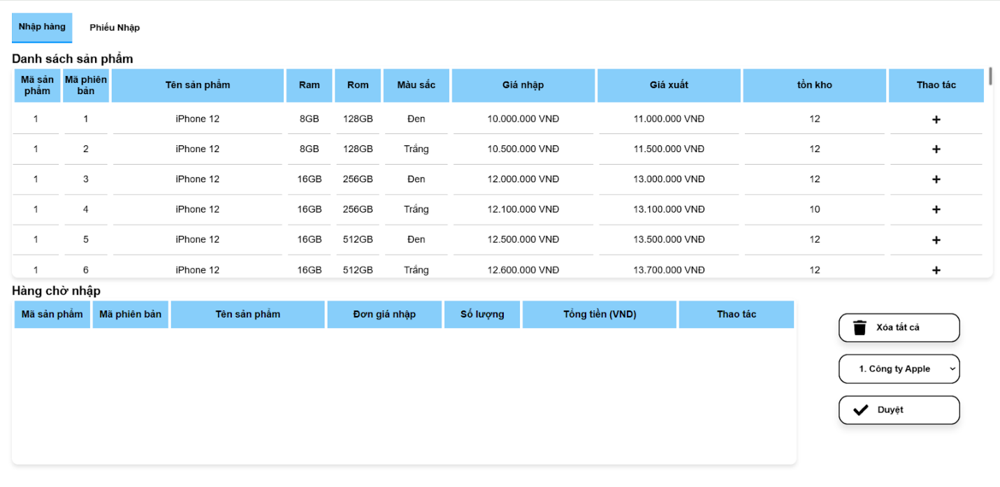 Nhập hàng Phiếu Nhập
Danh sách sản phẩm
Mã sản phẩm Mã phiên bản Tên sản phẩm Ram Rom Màu sắc Giá nhập Giá xuất tồn kho Thao tác
1 1 iPhone 12 8GB 128GB Đen 10.000.000 VNĐ 11.000.000 VNĐ 12 +
1 2 iPhone 12 8GB 128GB Trắng 10.500.000 VNĐ 11.500.000 VNĐ 12 +
1 3 iPhone 12 16GB 256GB Đen 12.000.000 VNĐ 13.000.000 VNĐ 12 +
1 4 iPhone 12 16GB 256GB Trắng 12.100.000 VNĐ 13.100.000 VNĐ 10 +
1 5 iPhone 12 16GB 512GB Đen 12.500.000 VNĐ 13.500.000 VNĐ 12 +
1 6 iPhone 12 16GB 512GB Trắng 12.600.000 VNĐ 13.700.000 VNĐ 12 +
Hàng chờ nhập
Mã sản phẩm Mã phiên bản Tên sản phẩm Đơn giá nhập Số lượng Tổng tiền (VND) Thao tác
Xóa tất cả
1. Công ty Apple
Duyệt